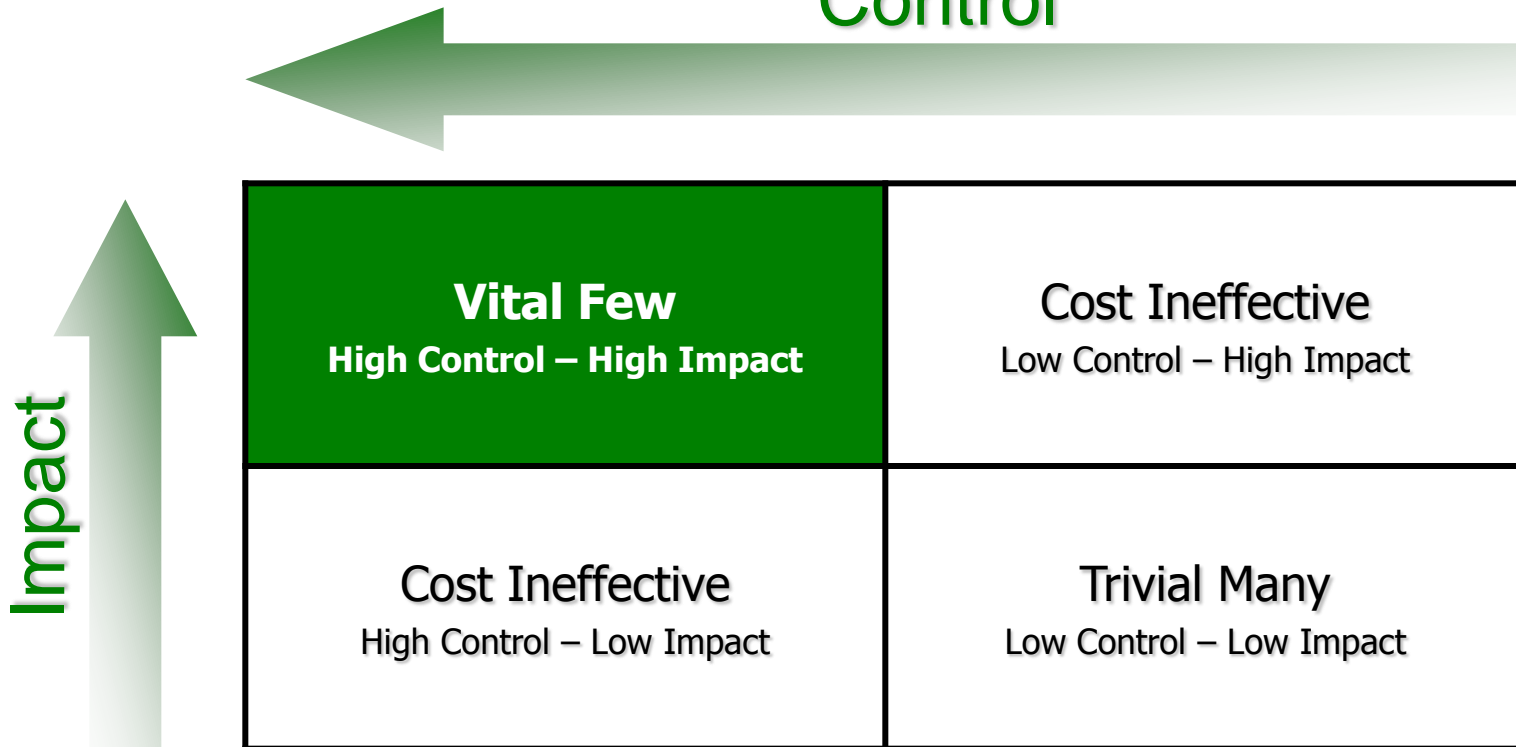 Control
Impact
Vital Few
High Control – High Impact
Cost Ineffective
Low Control – High Impact
Cost Ineffective
High Control – Low Impact
Trivial Many
Low Control – Low Impact